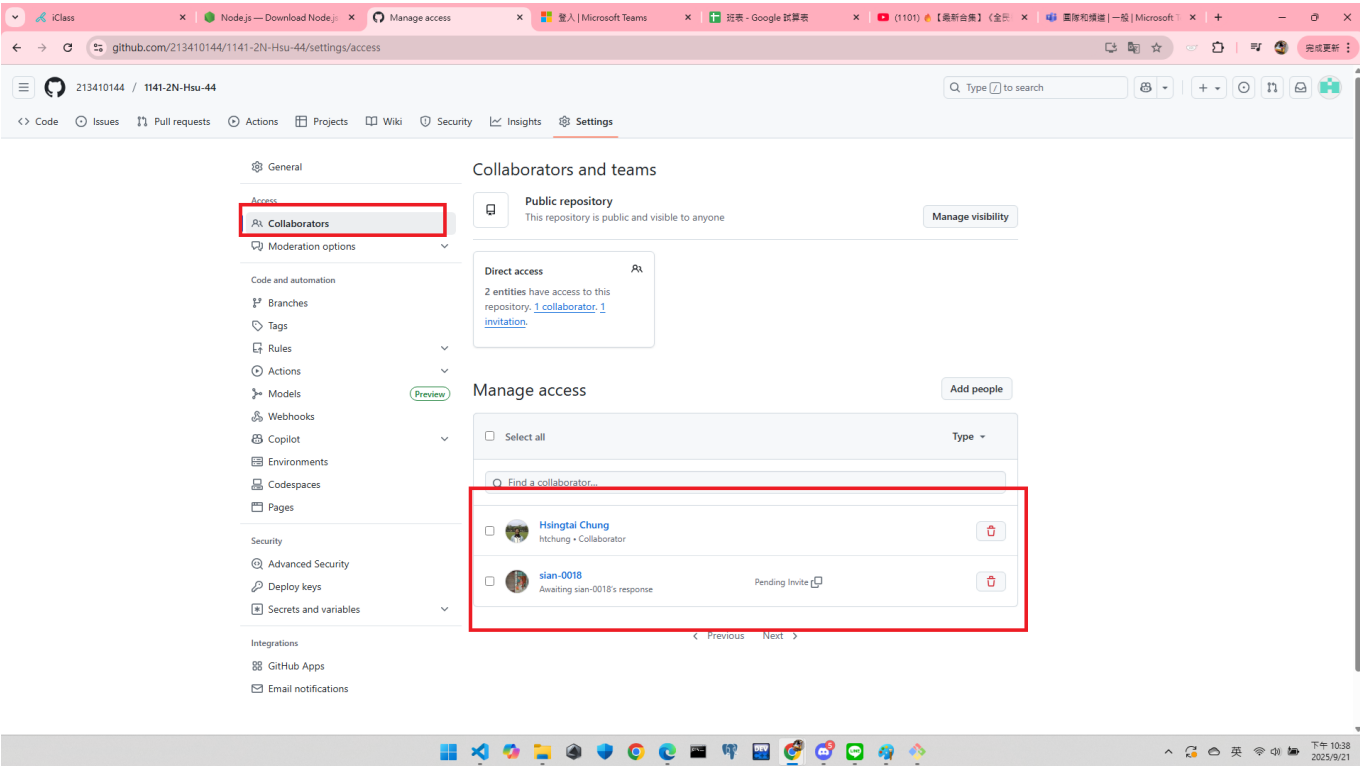 iClass
Node.js — Download Node.js
Manage access
登入 | Microsoft Teams
班表 - Google 試算表
(1101) 🔥【最新合集】《全民
團隊和頻道 | 一般 | Microsoft T
github.com/213410144/1141-2N-Hsu-44/settings/access
完成更新
213410144 / 1141-2N-Hsu-44
Type / to search
Code
Issues
Pull requests
Actions
Projects
Wiki
Security
Insights
Settings
General
Access
Collaborators
Moderation options
Code and automation
Branches
Tags
Rules
Actions
Models
Preview
Webhooks
Copilot
Environments
Codespaces
Pages
Security
Advanced Security
Deploy keys
Secrets and variables
Integrations
GitHub Apps
Email notifications
Collaborators and teams
Public repository
This repository is public and visible to anyone
Manage visibility
Direct access
2 entities have access to this
repository. 1 collaborator. 1
invitation.
Manage access
Add people
Select all
Type
Find a collaborator...
Hsingtai Chung
htchung • Collaborator
sian-0018
Awaiting sian-0018's response
Pending Invite
Previous
Next
DEV
5
英
下午 10:38
2025/9/21